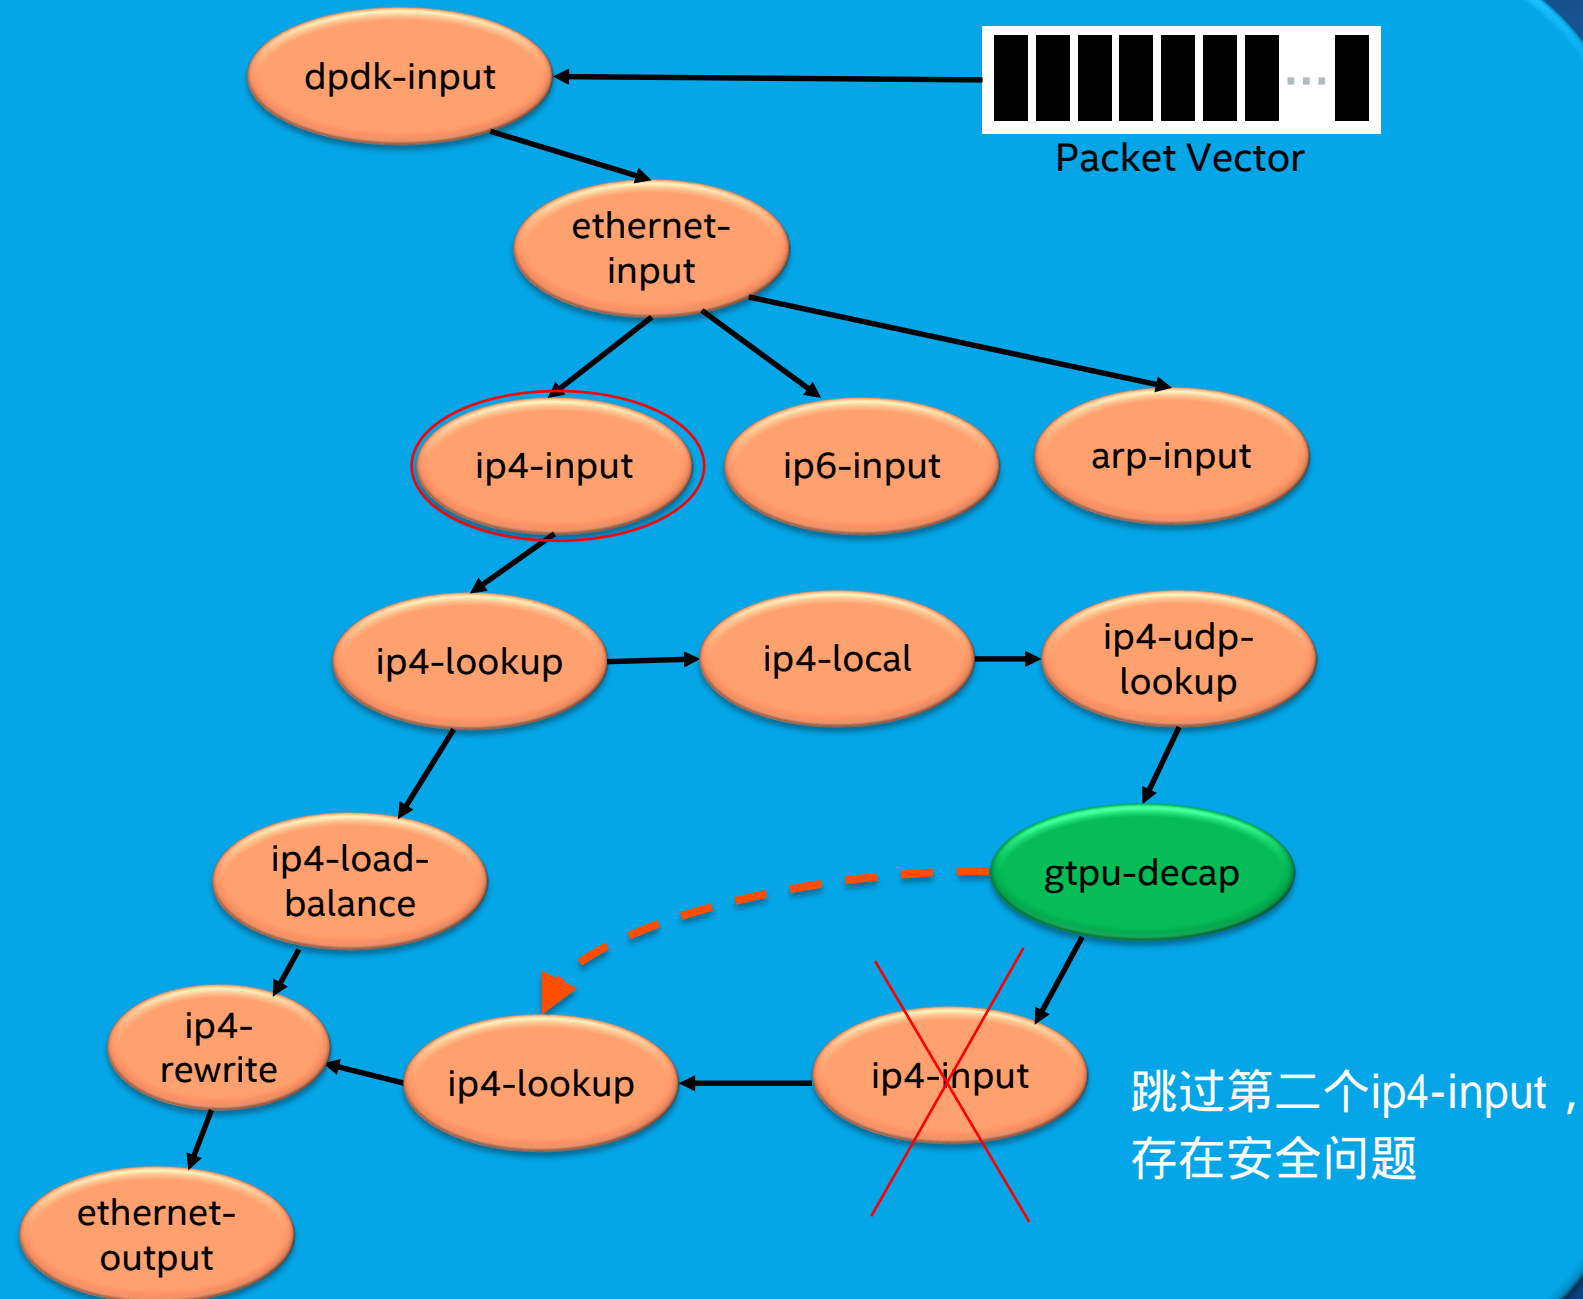 dpdk-input
Packet Vector
ethernet-
input
ip4-input
ip6-input
arp-input
ip4-lookup
ip4-local
ip4-udp-
lookup
ip4-load-
balance
gtpu-decap
ip4-
rewrite
ip4-lookup
ip4-input
跳过第二个ip4-input，
存在安全问题
ethernet-
output